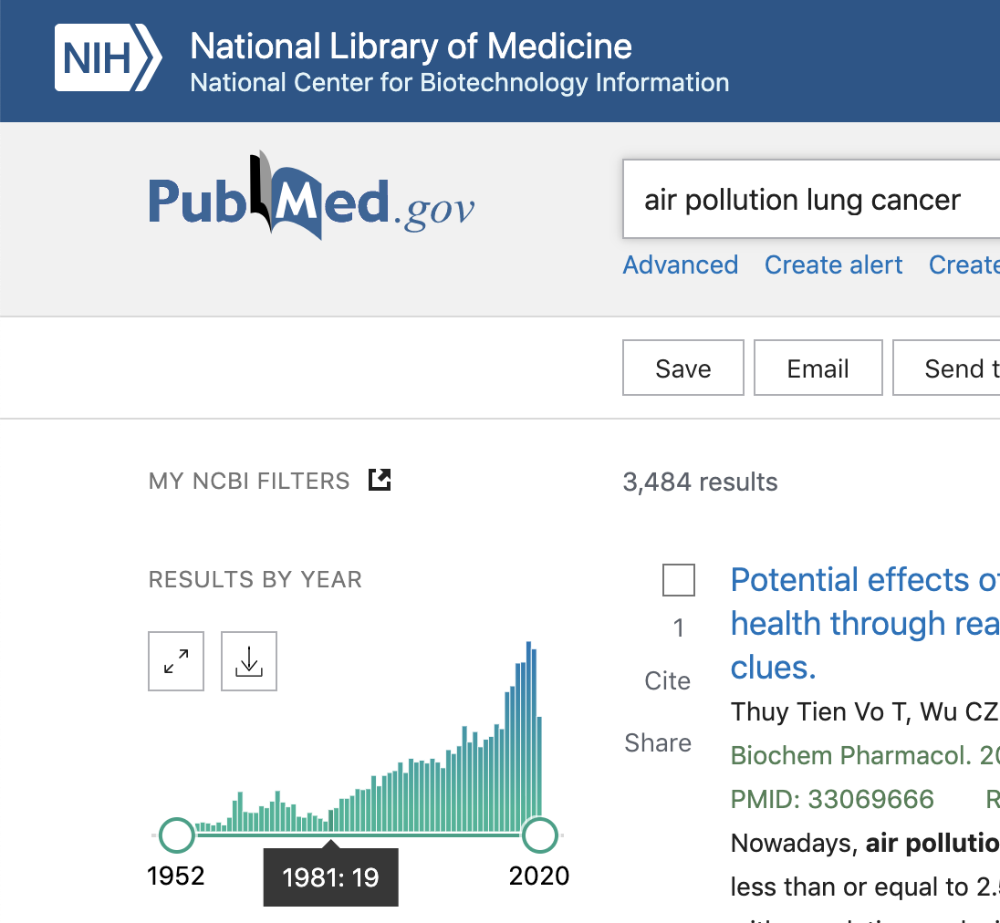 NIH
National Library of Medicine
National Center for Biotechnology Information
PubMed.gov
air pollution lung cancer
Advanced Create alert Create
Save Email Send t
MY NCBI FILTERS
3,484 results
RESULTS BY YEAR
Potential effects o
health through rea
clues.
1
Cite
Share
Thuy Tien Vo T, Wu CZ
Biochem Pharmacol. 20
PMID: 33069666 R
Nowadays, air pollutio
less than or equal to 2.5
1952
1981: 19
2020